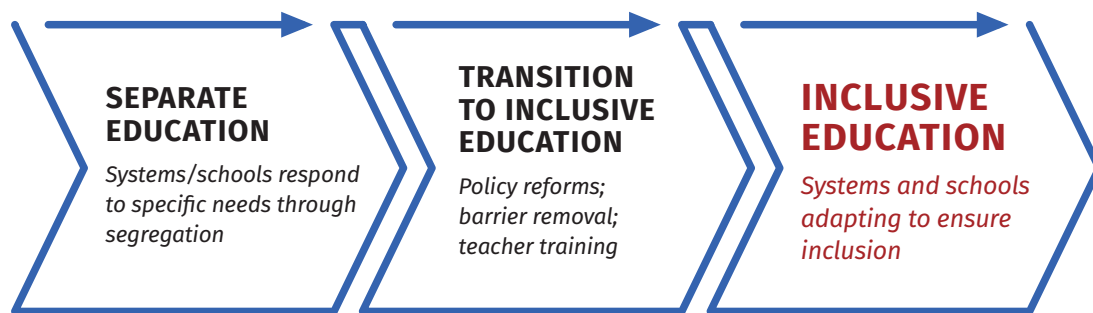 SEPARATE
EDUCATION
Systems/schools respond
to specific needs through
segregation
TRANSITION
TO INCLUSIVE
EDUCATION
Policy reforms;
barrier removal;
teacher training
INCLUSIVE
EDUCATION
Systems and schools
adapting to ensure
inclusion